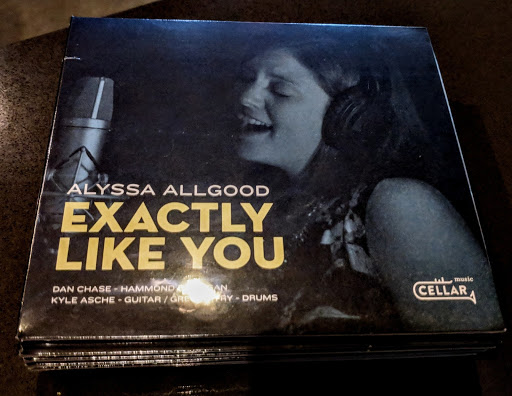 ALYSSA ALLGOOD
EXACTLY
LIKE YOU
DAN CHASE - HAMMOND
KYLE ASCHE - GUITAR / - DRUMS
music
CELLAR